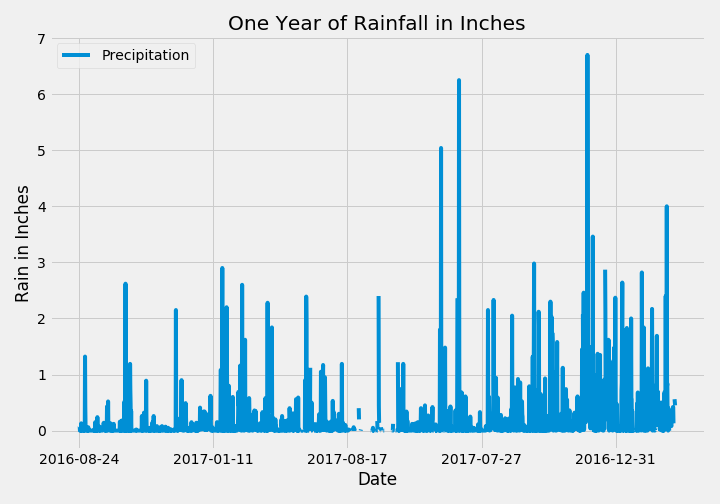 One Year of Rainfall in Inches
Precipitation
7
6
5
4
3
2
1
0
Rain in Inches
2016-08-24 2017-01-11 2017-08-17 2017-07-27 2016-12-31
Date